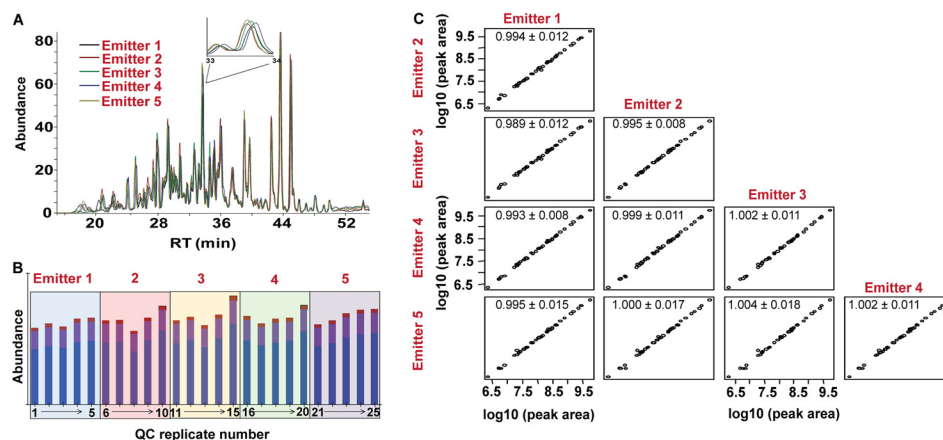 A
Abundance
80
60
40
20
0
Emitter 1
Emitter 2
Emitter 3
Emitter 4
Emitter 5
33 34
20 28 36 44 52
RT (min)
B
Emitter 1 2 3 4 5
Abundance
1 5 6 10 11 15 16 20 21 25
QC replicate number
C
Emitter 1
Emitter 2
log10 (peak area)
9.5
8.5
7.5
6.5
0.994 ± 0.012
Emitter 2
Emitter 3
0.989 ± 0.012
0.995 ± 0.008
Emitter 3
Emitter 4
log10 (peak area)
9.5
8.5
7.5
6.5
0.993 ± 0.008
0.999 ± 0.011
1.002 ± 0.011
Emitter 4
Emitter 5
0.995 ± 0.015
1.000 ± 0.017
1.004 ± 0.018
1.002 ± 0.011
6.5 7.5 8.5 9.5
6.5 7.5 8.5 9.5
log10 (peak area)
log10 (peak area)